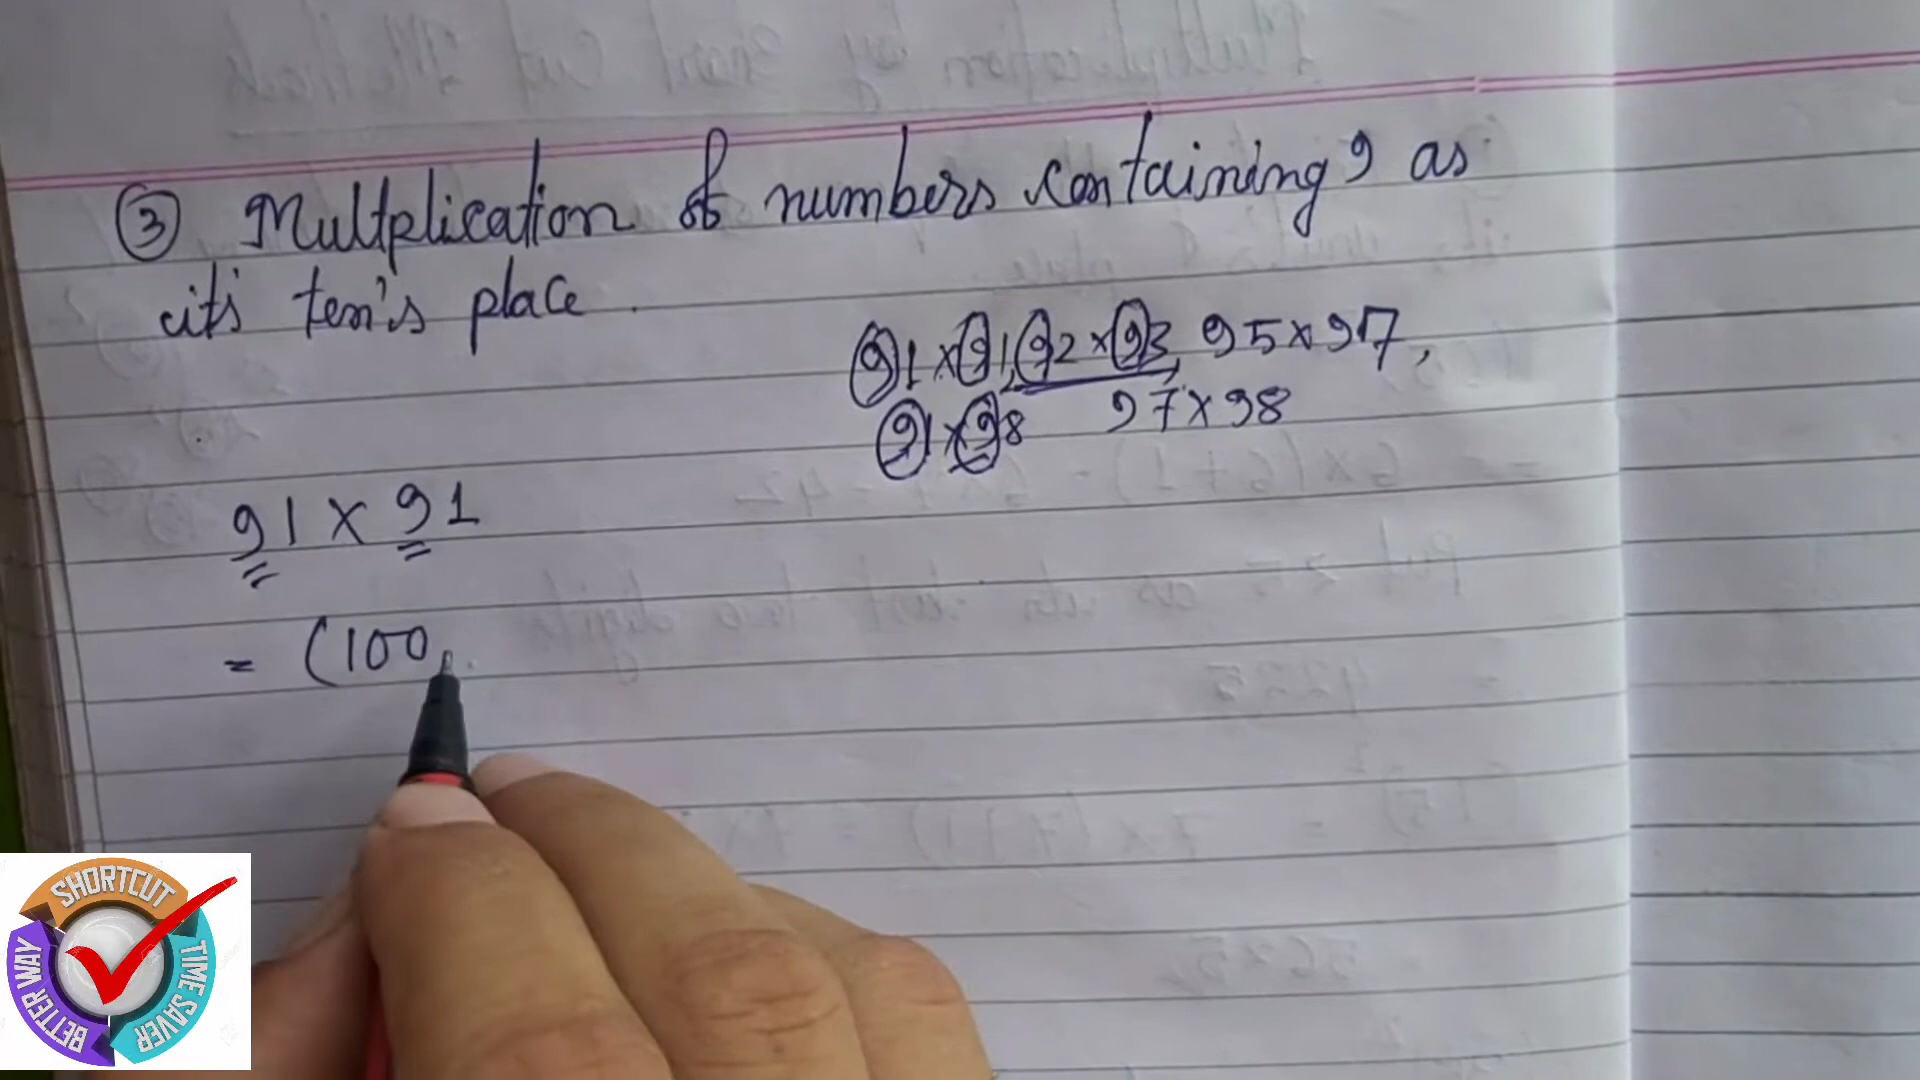 ③ Multplication of numbers containing 9 as
its ten's place.
91 x 91, 92 x 93, 95 x 97,
91 x 98 97 x 98
91 x 91
= (100
SHORTCUT
BETTER WAY
TIME SAVER